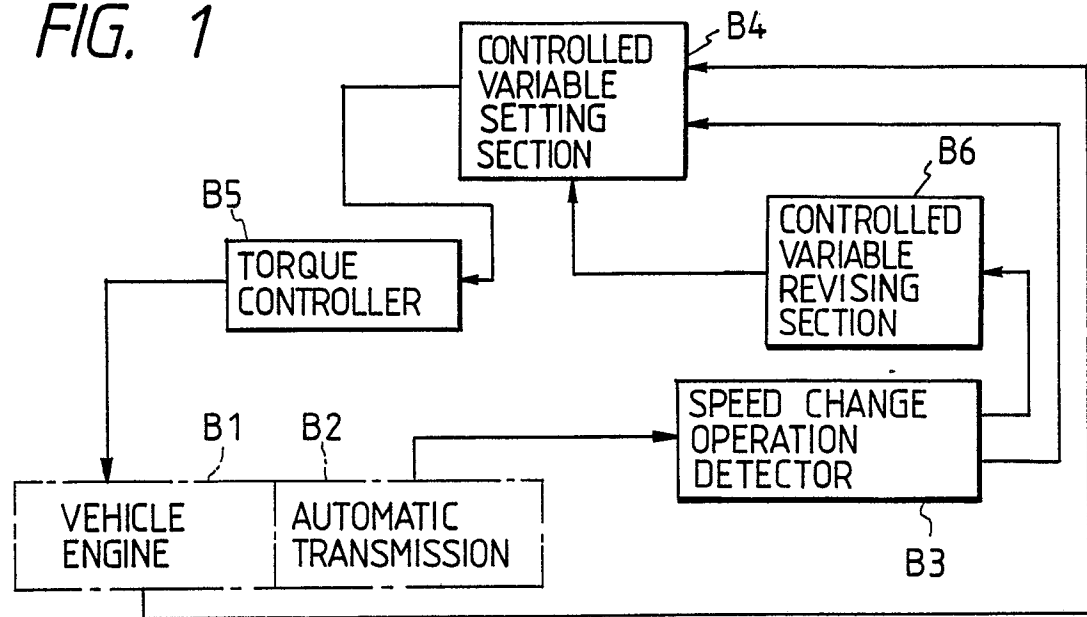 FIG. 1
CONTROLLED
VARIABLE
SETTING
SECTION
B4
B6
CONTROLLED
VARIABLE
REVISING
SECTION
B5
TORQUE
CONTROLLER
SPEED CHANGE
OPERATION
DETECTOR
B3
B1
B2
VEHICLE
ENGINE
AUTOMATIC
TRANSMISSION